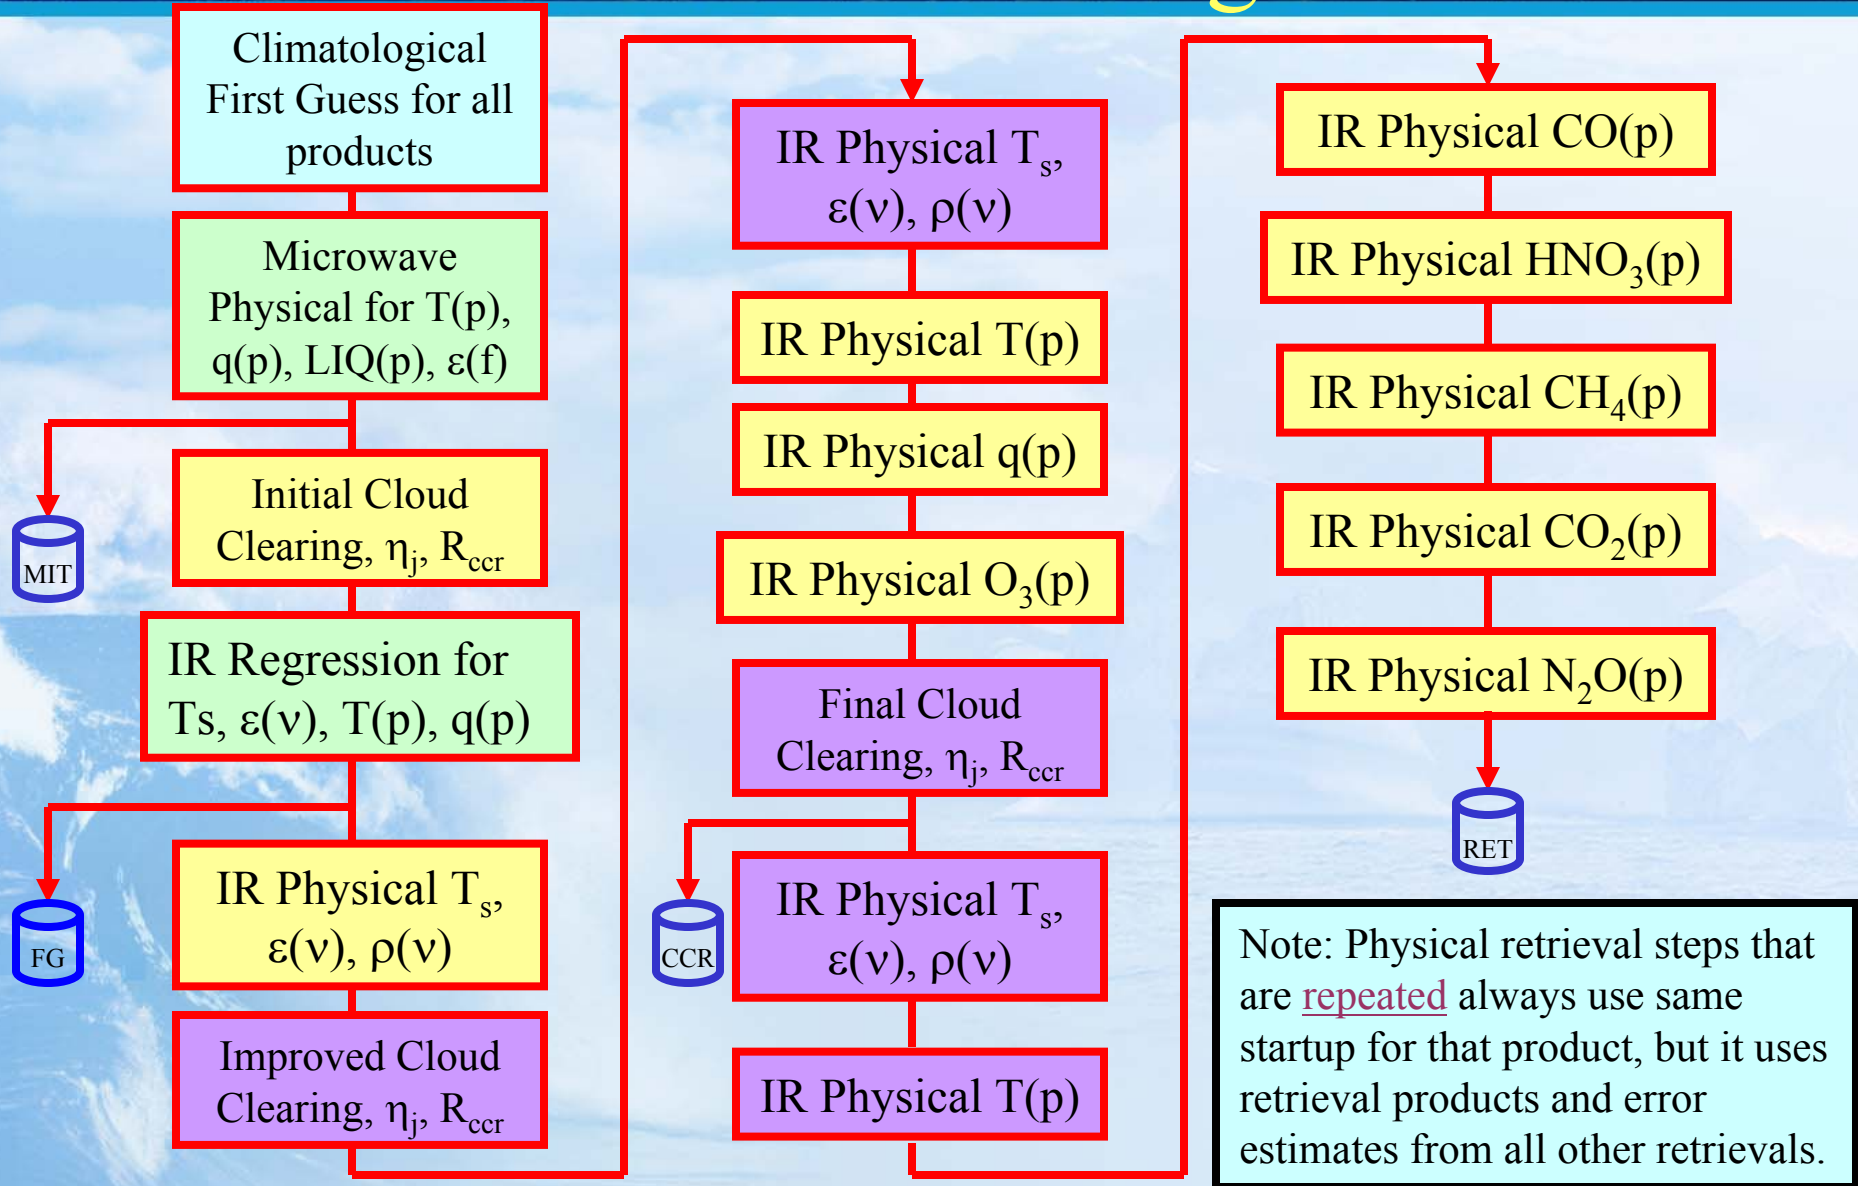 Climatological
First Guess for all
products
Microwave
Physical for T(p),
q(p), LIQ(p), ε(f)
MIT
Initial Cloud
Clearing, ηj, Rccr
IR Regression for
Ts, ε(ν), T(p), q(p)
FG
IR Physical Ts,
ε(ν), ρ(ν)
Improved Cloud
Clearing, ηj, Rccr
IR Physical Ts,
ε(ν), ρ(ν)
IR Physical T(p)
IR Physical q(p)
IR Physical O3(p)
Final Cloud
Clearing, ηj, Rccr
CCR
IR Physical Ts,
ε(ν), ρ(ν)
IR Physical T(p)
IR Physical CO(p)
IR Physical HNO3(p)
IR Physical CH4(p)
IR Physical CO2(p)
IR Physical N2O(p)
RET
Note: Physical retrieval steps that
are repeated always use same
startup for that product, but it uses
retrieval products and error
estimates from all other retrievals.